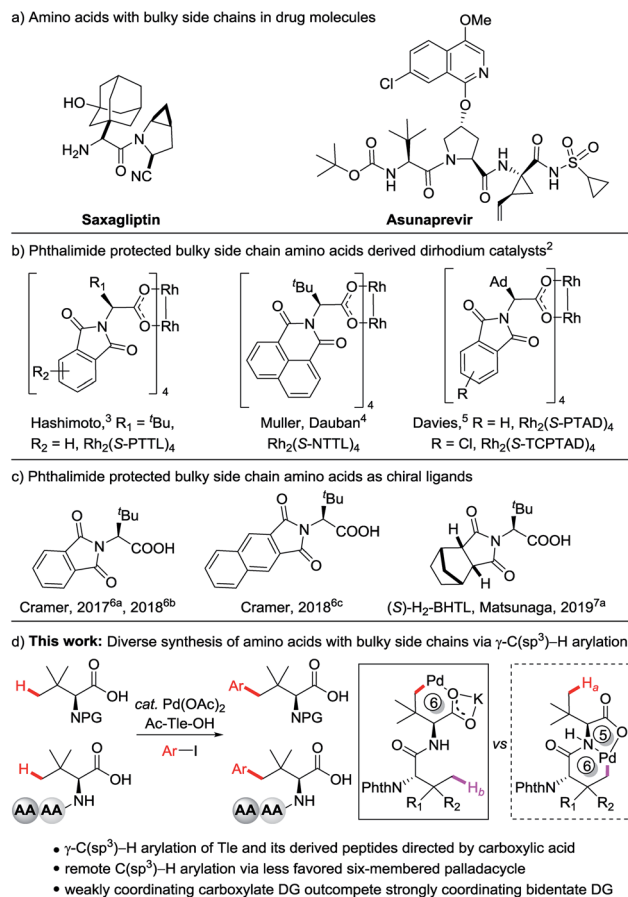 a) Amino acids with bulky side chains in drug molecules
OMe
Cl
N
O
HO
H₂N
O
N
CN
O
O
N
H
O
N
O
H
N
O
N
H
O
S
O
Saxagliptin
Asunaprevir
b) Phthalimide protected bulky side chain amino acids derived dirhodium catalysts²
R₁
O
N
O
O
O
Rh
Rh
R₂
4
ᵗBu
O
N
O
O
O
Rh
Rh
4
Ad
O
N
O
O
O
Rh
Rh
R
4
Hashimoto,³ R₁ = ᵗBu,
R₂ = H, Rh₂(S-PTTL)₄
Muller, Dauban⁴
Rh₂(S-NTTL)₄
Davies,⁵ R = H, Rh₂(S-PTAD)₄
R = Cl, Rh₂(S-TCPTAD)₄
c) Phthalimide protected bulky side chain amino acids as chiral ligands
O
ᵗBu
N
COOH
O
O
ᵗBu
N
COOH
O
H
H
O
ᵗBu
N
COOH
O
Cramer, 2017⁶ᵃ, 2018⁶ᵇ
Cramer, 2018⁶ᶜ
(S)-H₂-BHTL, Matsunaga, 2019⁷ᵃ
d) This work: Diverse synthesis of amino acids with bulky side chains via γ-C(sp³)–H arylation
H
O
OH
NPG
cat. Pd(OAc)₂
Ac-Tle-OH
Ar—I
Ar
O
OH
NPG
H
O
OH
NH
AA AA
Ar
O
OH
NH
AA AA
Pd
6
O
K
O
NH
O
PhthN
R₁ R₂
H_b
vs
H_a
O
H
N
5
O
Pd
O
6
PhthN
R₁ R₂
• γ-C(sp³)–H arylation of Tle and its derived peptides directed by carboxylic acid
• remote C(sp³)–H arylation via less favored six-membered palladacycle
• weakly coordinating carboxylate DG outcompete strongly coordinating bidentate DG